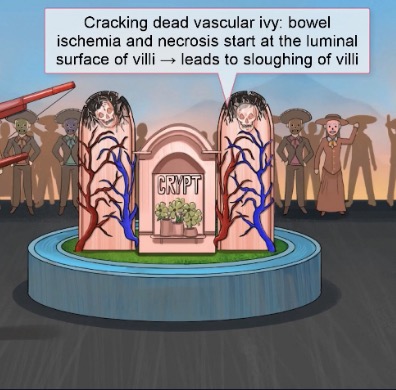 Cracking dead vascular ivy: bowel
ischemia and necrosis start at the luminal
surface of villi → leads to sloughing of villi
CRYPT